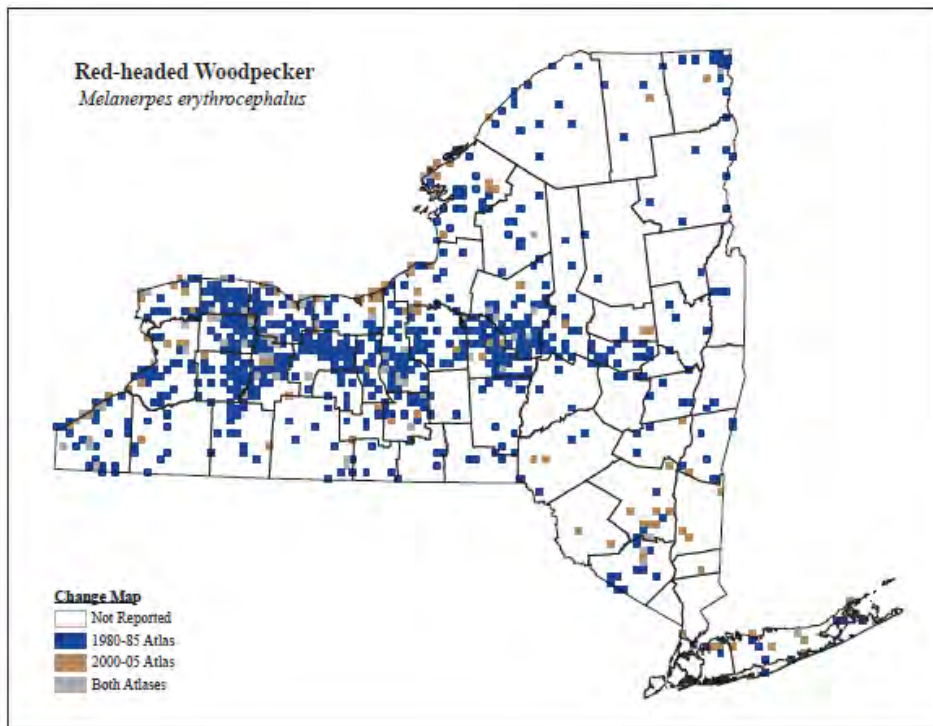 Red-headed Woodpecker
Melanerpes erythrocephalus
Change Map
Not Reported
1980-85 Atlas
2000-05 Atlas
Both Atlases